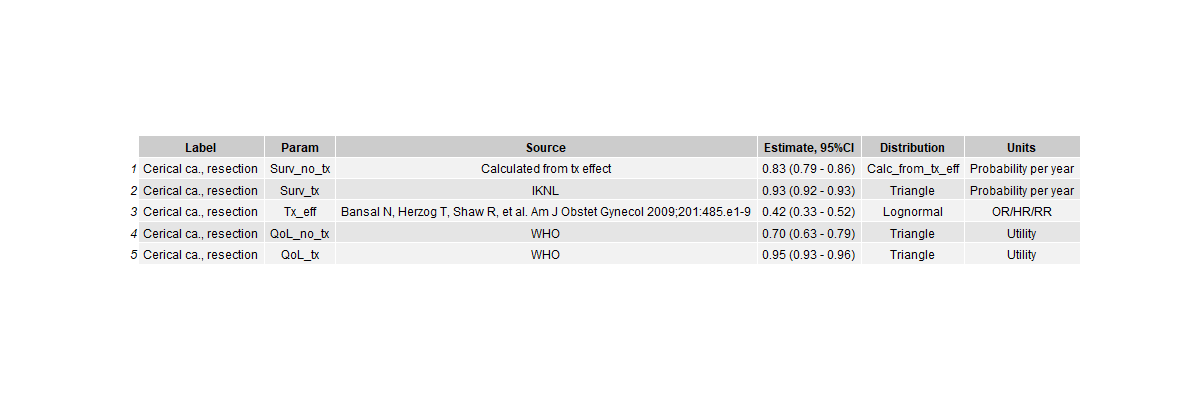 Label Param Source Estimate, 95%CI Distribution Units
1 Cerical ca., resection Surv_no_tx Calculated from tx effect 0.83 (0.79 - 0.86) Calc_from_tx_eff Probability per year
2 Cerical ca., resection Surv_tx IKNL 0.93 (0.92 - 0.93) Triangle Probability per year
3 Cerical ca., resection Tx_eff Bansal N, Herzog T, Shaw R, et al. Am J Obstet Gynecol 2009;201:485.e1-9 0.42 (0.33 - 0.52) Lognormal OR/HR/RR
4 Cerical ca., resection QoL_no_tx WHO 0.70 (0.63 - 0.79) Triangle Utility
5 Cerical ca., resection QoL_tx WHO 0.95 (0.93 - 0.96) Triangle Utility